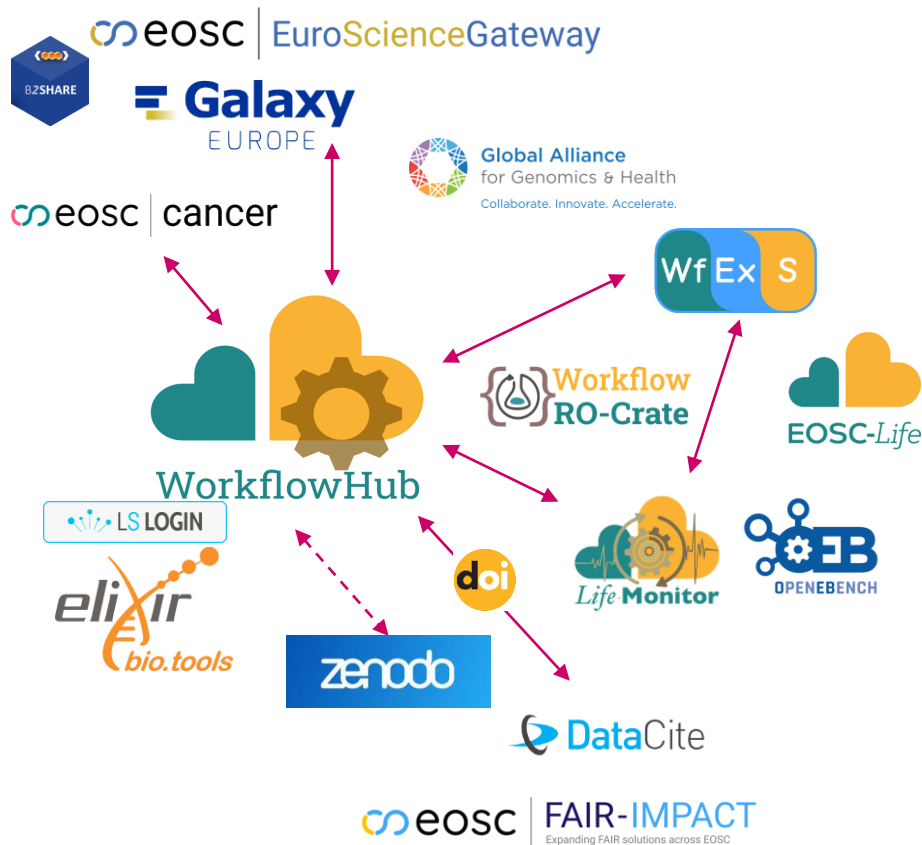 eosc | EuroScienceGateway
B2SHARE
Galaxy
EUROPE
Global Alliance
for Genomics & Health
Collaborate. Innovate. Accelerate.
eosc | cancer
Wf Ex S
Workflow
RO-Crate
EOSC-Life
WorkflowHub
LS LOGIN
doi
elixir
bio.tools
Life-Monitor
OEB
OPENEBENCH
zenodo
DataCite
eosc | FAIR-IMPACT
Expanding FAIR solutions across EOSC